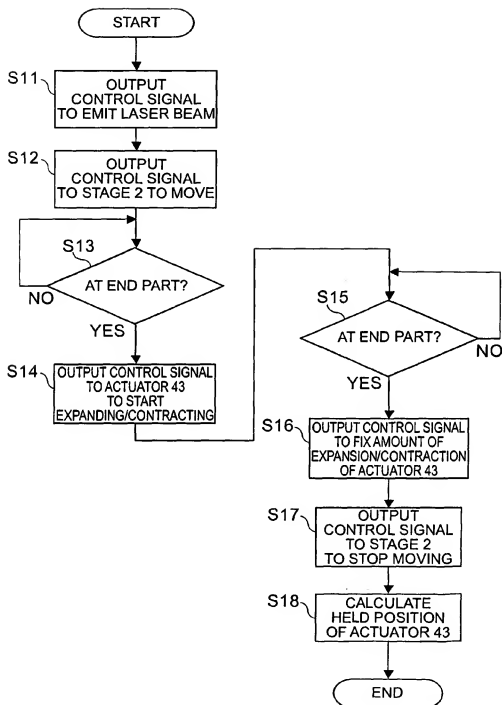 START
S11
OUTPUT
CONTROL SIGNAL
TO EMIT LASER BEAM
S12
OUTPUT
CONTROL SIGNAL
TO STAGE 2 TO MOVE
S13
AT END PART?
NO
YES
S14
OUTPUT CONTROL SIGNAL
TO ACTUATOR 43
TO START
EXPANDING/CONTRACTING
S15
AT END PART?
NO
YES
S16
OUTPUT CONTROL SIGNAL
TO FIX AMOUNT OF
EXPANSION/CONTRACTION
OF ACTUATOR 43
S17
OUTPUT
CONTROL SIGNAL
TO STAGE 2
TO STOP MOVING
S18
CALCULATE
HELD POSITION
OF ACTUATOR 43
END